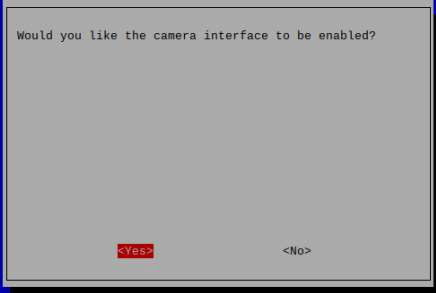 Would you like the camera interface to be enabled?
<Yes> <No>